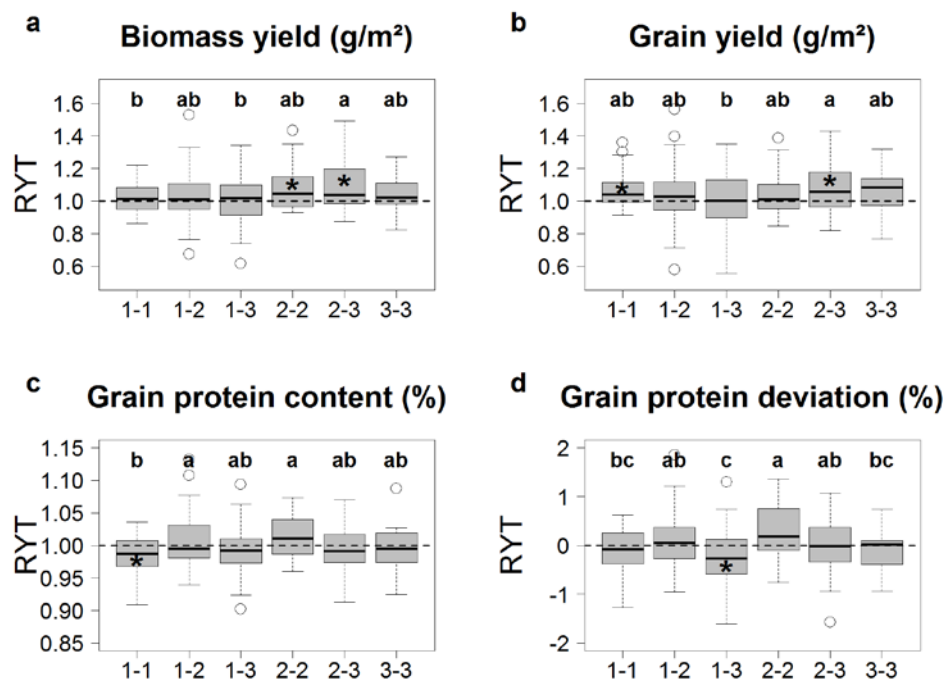 a Biomass yield (g/m²)
b Grain yield (g/m²)
RYT
1.6
1.4
1.2
1.0
0.8
0.6
b ab b ab a ab
* *
1-1 1-2 1-3 2-2 2-3 3-3
RYT
1.6
1.4
1.2
1.0
0.8
0.6
ab ab b ab a ab
* *
1-1 1-2 1-3 2-2 2-3 3-3
c Grain protein content (%)
d Grain protein deviation (%)
RYT
1.15
1.10
1.05
1.00
0.95
0.90
0.85
b a ab a ab ab
*
1-1 1-2 1-3 2-2 2-3 3-3
RYT
2
1
0
-1
-2
bc ab c a ab bc
*
1-1 1-2 1-3 2-2 2-3 3-3